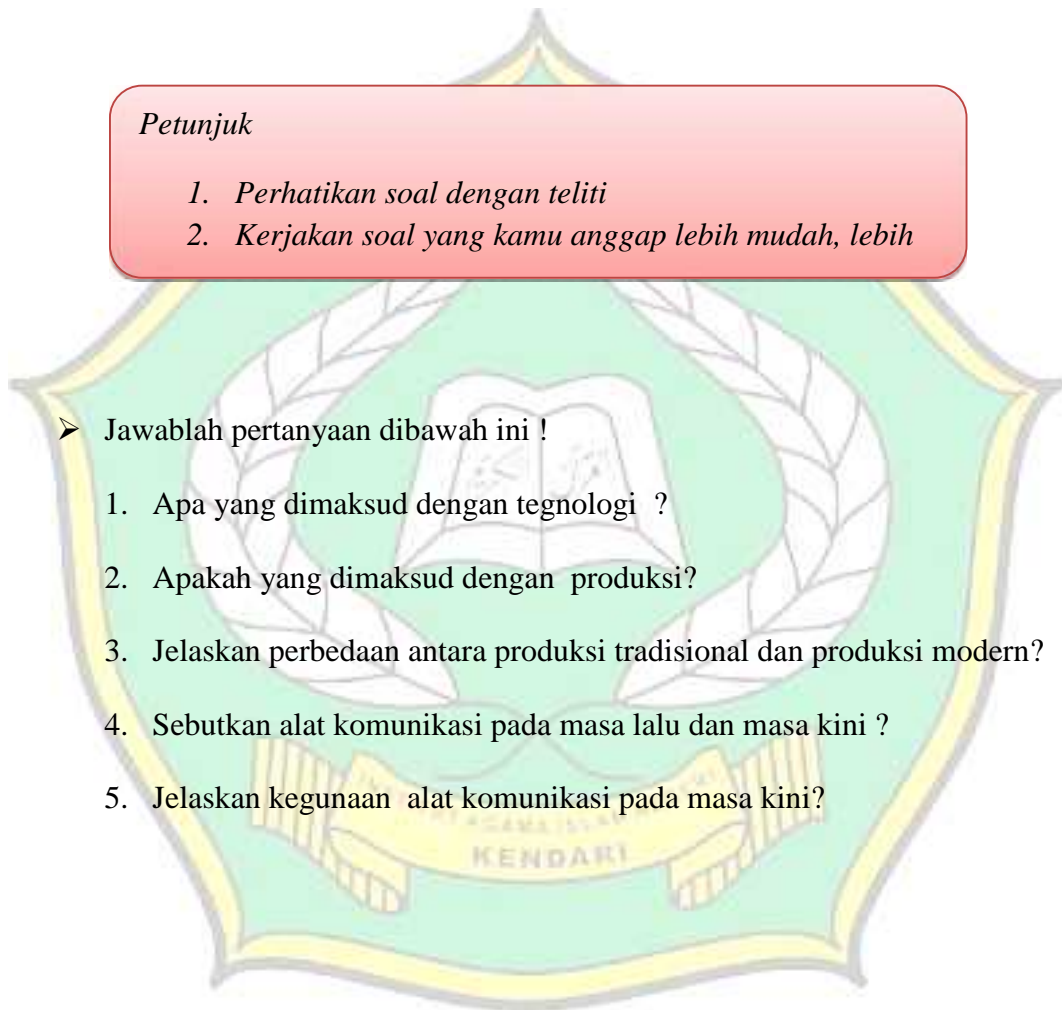 Petunjuk
1. Perhatikan soal dengan teliti
2. Kerjakan soal yang kamu anggap lebih mudah, lebih
➢ Jawablah pertanyaan dibawah ini !
1. Apa yang dimaksud dengan tegnologi ?
2. Apakah yang dimaksud dengan produksi?
3. Jelaskan perbedaan antara produksi tradisional dan produksi modern?
4. Sebutkan alat komunikasi pada masa lalu dan masa kini ?
5. Jelaskan kegunaan alat komunikasi pada masa kini?
AGAMA ISLAM
KENDARI